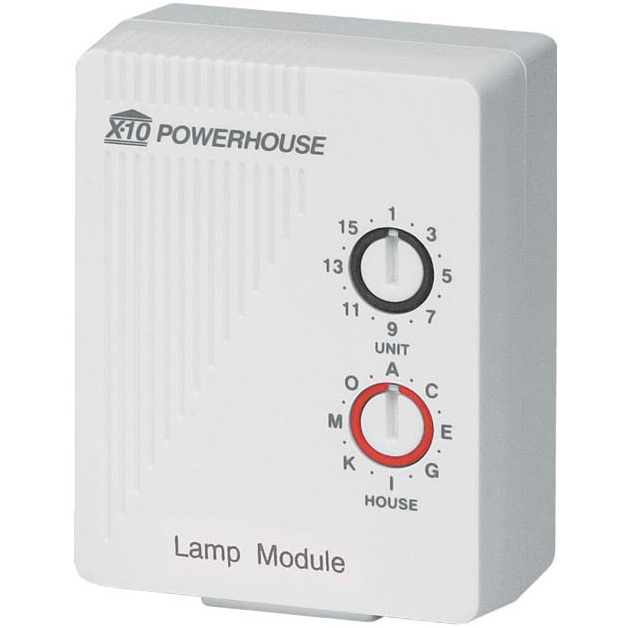 X-10 POWERHOUSE
1
15 3
13 5
11 7
9
UNIT
A
O C
M E
K G
I
HOUSE
Lamp Module